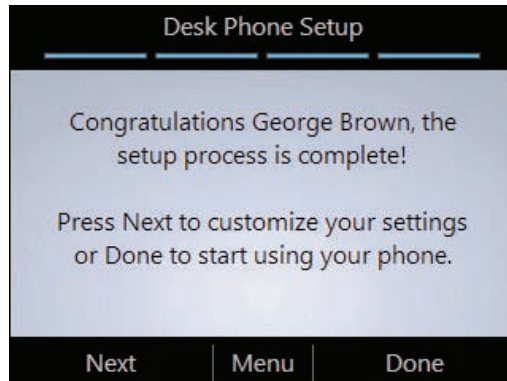 Desk Phone Setup
Congratulations George Brown, the
setup process is complete!
Press Next to customize your settings
or Done to start using your phone.
Next Menu Done